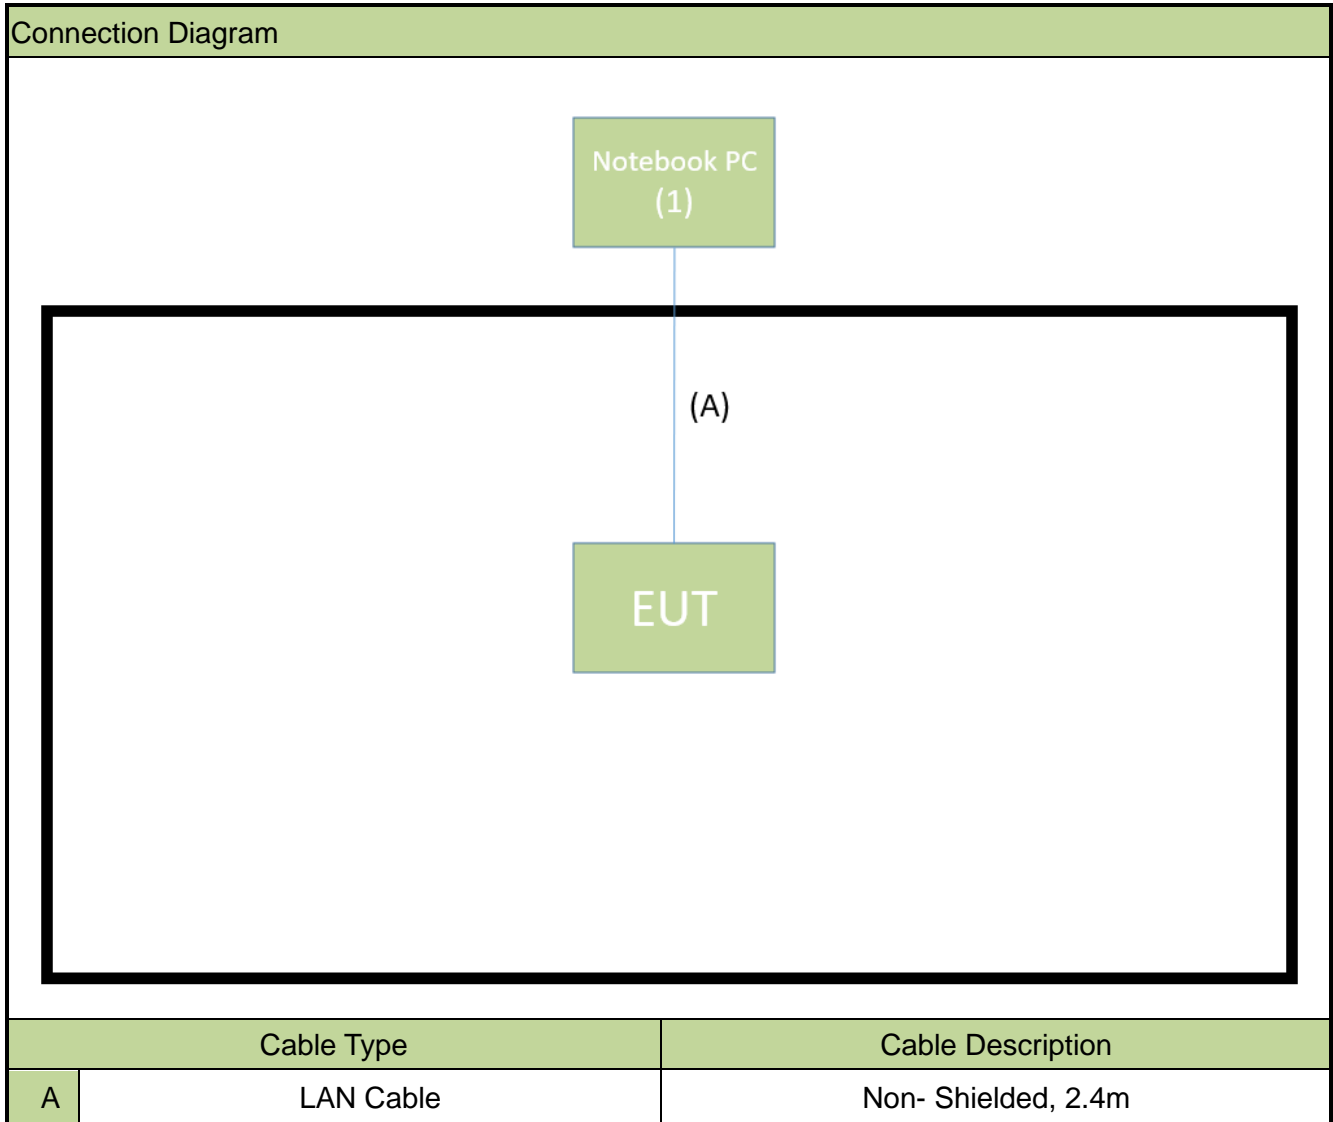 Connection Diagram
Notebook PC
(1)
(A)
EUT
Cable Type Cable Description
A LAN Cable Non- Shielded, 2.4m